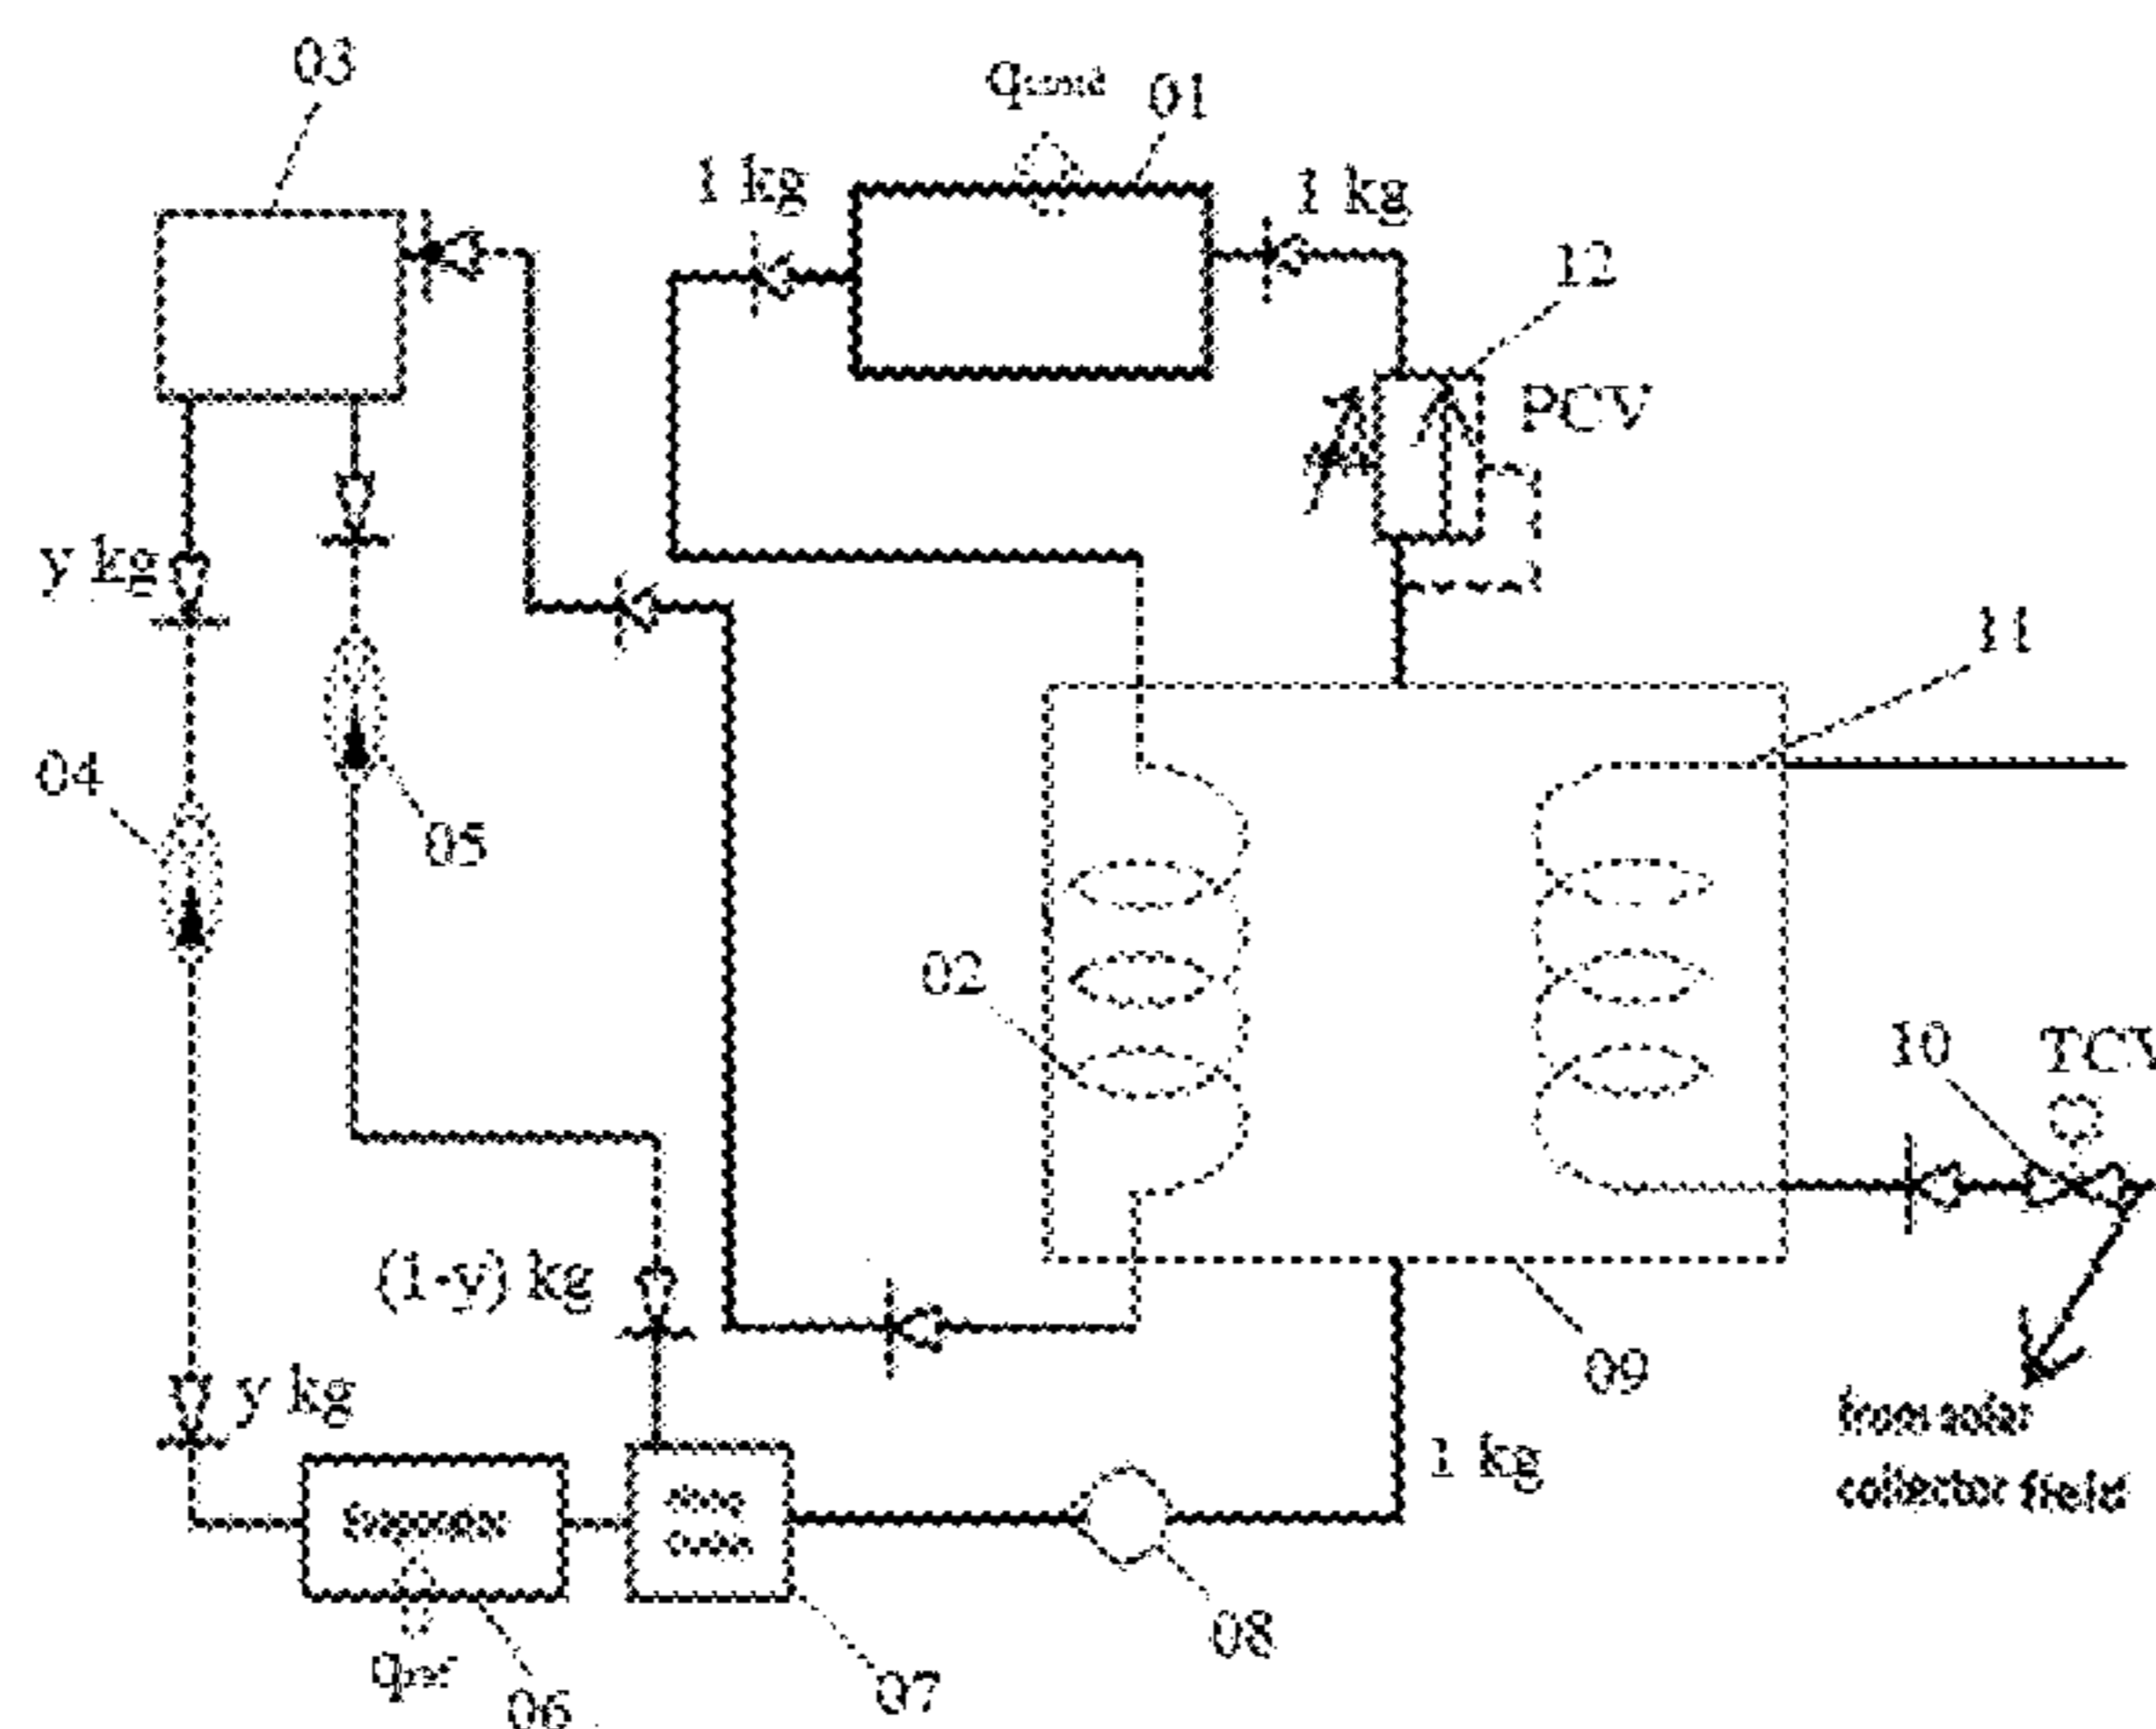 03
qcond
01
1 kg
1 kg
12
PCV
y kg
11
04
05
02
10
TCV
(1-y) kg
09
y kg
1 kg
from solar
collector field
08
07
06